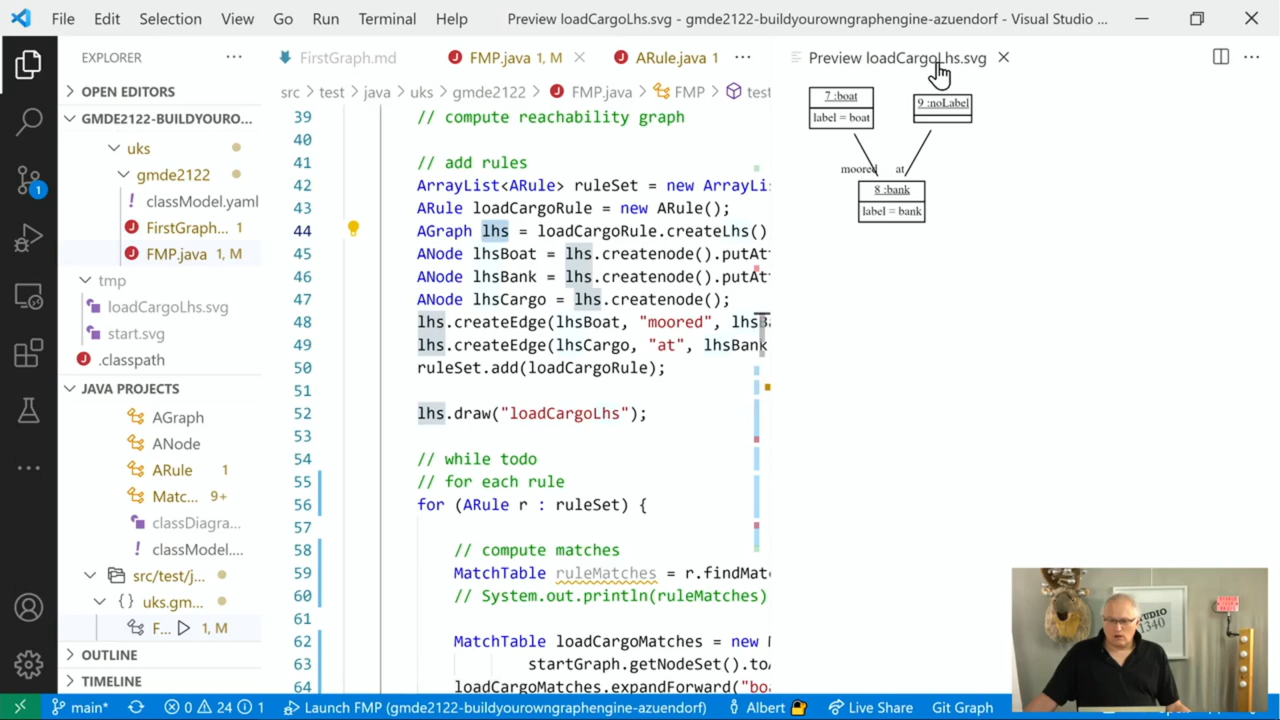 File Edit Selection View Go Run Terminal Help Preview loadCargoLhs.svg - gmde2122-buildyourowngraphengine-azuendorf - Visual Studio ...
EXPLORER ...
OPEN EDITORS
GMDE2122-BUILDYOURO...
uks
gmde2122
! classModel.yaml
FirstGraph... 1
FMP.java 1, M
tmp
loadCargoLhs.svg
start.svg
.classpath
JAVA PROJECTS
AGraph
ANode
ARule 1
Matc... 9+
classDiagra...
! classModel....
src/test/j...
{} uks.gm...
F... 1, M
OUTLINE
TIMELINE
1
FirstGraph.md FMP.java 1, M ARule.java 1 ...
src > test > java > uks > gmde2122 > FMP.java > FMP > test
39 // compute reachability graph
40
41 // add rules
42 ArrayList<ARule> ruleSet = new ArrayLi
43 ARule loadCargoRule = new ARule();
44 AGraph lhs = loadCargoRule.createLhs()
45 ANode lhsBoat = lhs.createnode().putAt
46 ANode lhsBank = lhs.createnode().putAt
47 ANode lhsCargo = lhs.createnode();
48 lhs.createEdge(lhsBoat, "moored", lhsB
49 lhs.createEdge(lhsCargo, "at", lhsBank
50 ruleSet.add(loadCargoRule);
51
52 lhs.draw("loadCargoLhs");
53
54 // while todo
55 // for each rule
56 for (ARule r : ruleSet) {
57
58 // compute matches
59 MatchTable ruleMatches = r.findMat
60 // System.out.println(ruleMatches)
61
62 MatchTable loadCargoMatches = new M
63 startGraph.getNodeSet().toA
64 loadCargoMatches.expandForward("bo
Preview loadCargoLhs.svg
...
7 :boat
label = boat
9 :noLabel
moored at
8 :bank
label = bank
STUDIO
1340
main* 0 24 1 Launch FMP (gmde2122-buildyourowngraphengine-azuendorf) Albert Live Share Git Graph